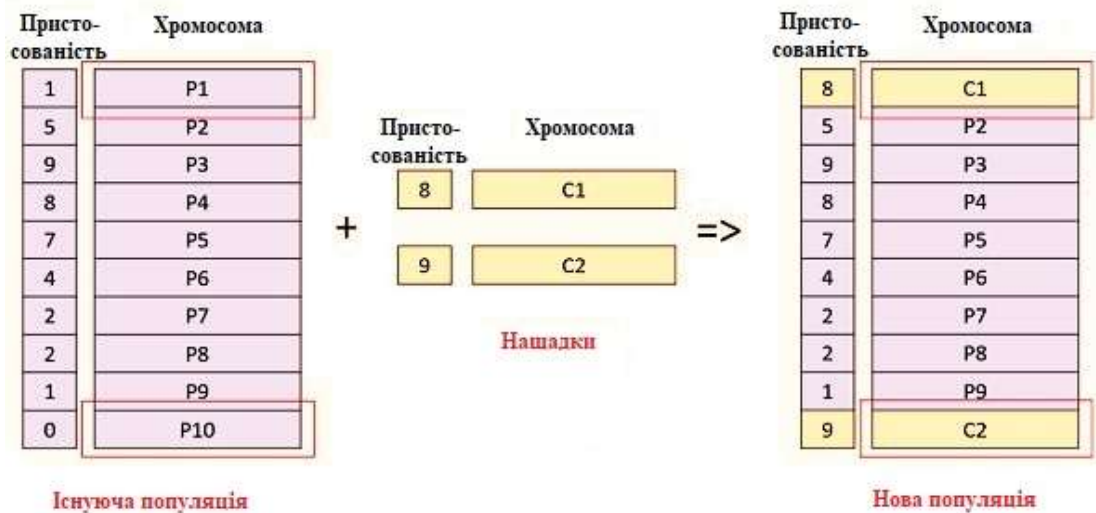 Присто-
сованість
Хромосома
1 P1
5 P2
9 P3
8 P4
7 P5
4 P6
2 P7
2 P8
1 P9
0 P10
Існуюча популяція
+
Присто-
сованість
Хромосома
8 C1
9 C2
Нащадки
=>
Присто-
сованість
Хромосома
8 C1
5 P2
9 P3
8 P4
7 P5
4 P6
2 P7
2 P8
1 P9
9 C2
Нова популяція